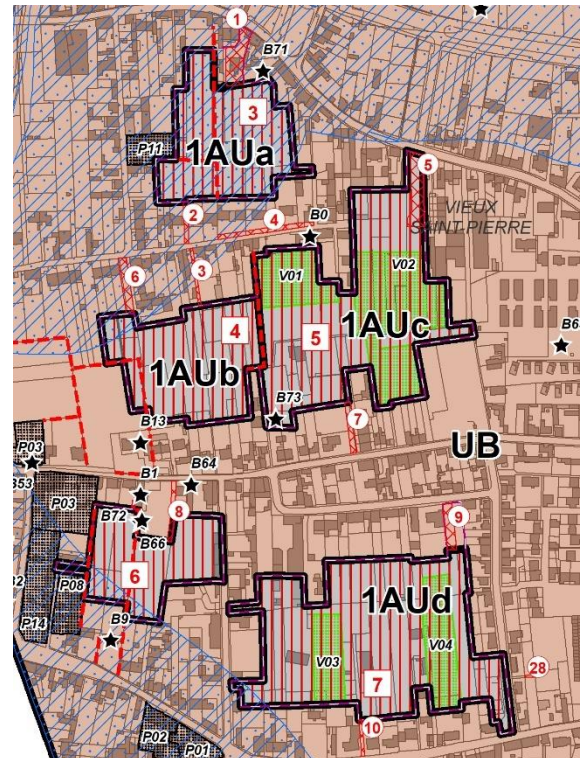 1
B71
3
P11
1AUa
5
2
4
B0
VIEUX
SAINT-PIERRE
6
3
V01
V02
4
5
1AUc
1AUb
B73
7
B13
UB
P03
B53
B1
B64
P03
B72
8
B66
9
6
1AUd
P08
P14
B9
V03
V04
7
28
10
P02
P01